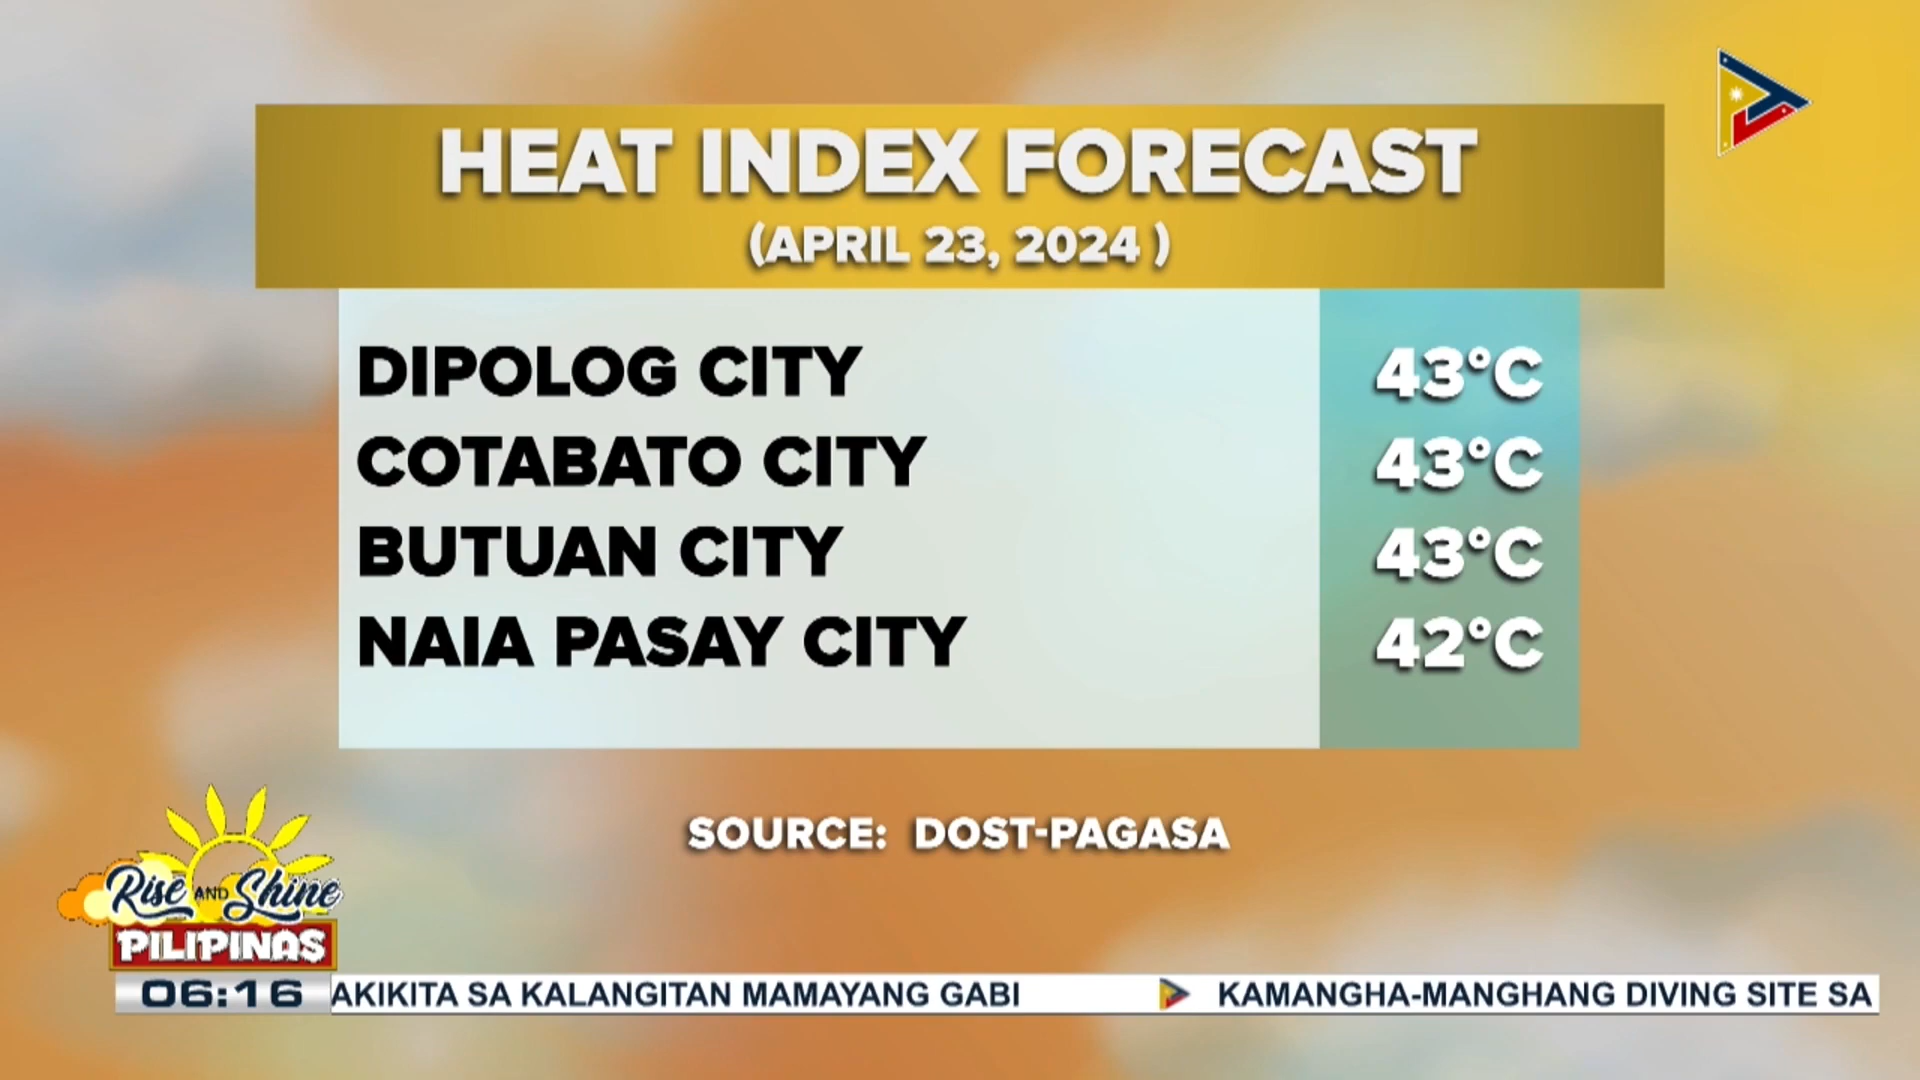 HEAT INDEX FORECAST
(APRIL 23, 2024 )
DIPOLOG CITY 43°C
COTABATO CITY 43°C
BUTUAN CITY 43°C
NAIA PASAY CITY 42°C
SOURCE: DOST-PAGASA
Rise AND Shine
PILIPINAS
06:16 AKIKITA SA KALANGITAN MAMAYANG GABI KAMANGHA-MANGHANG DIVING SITE SA